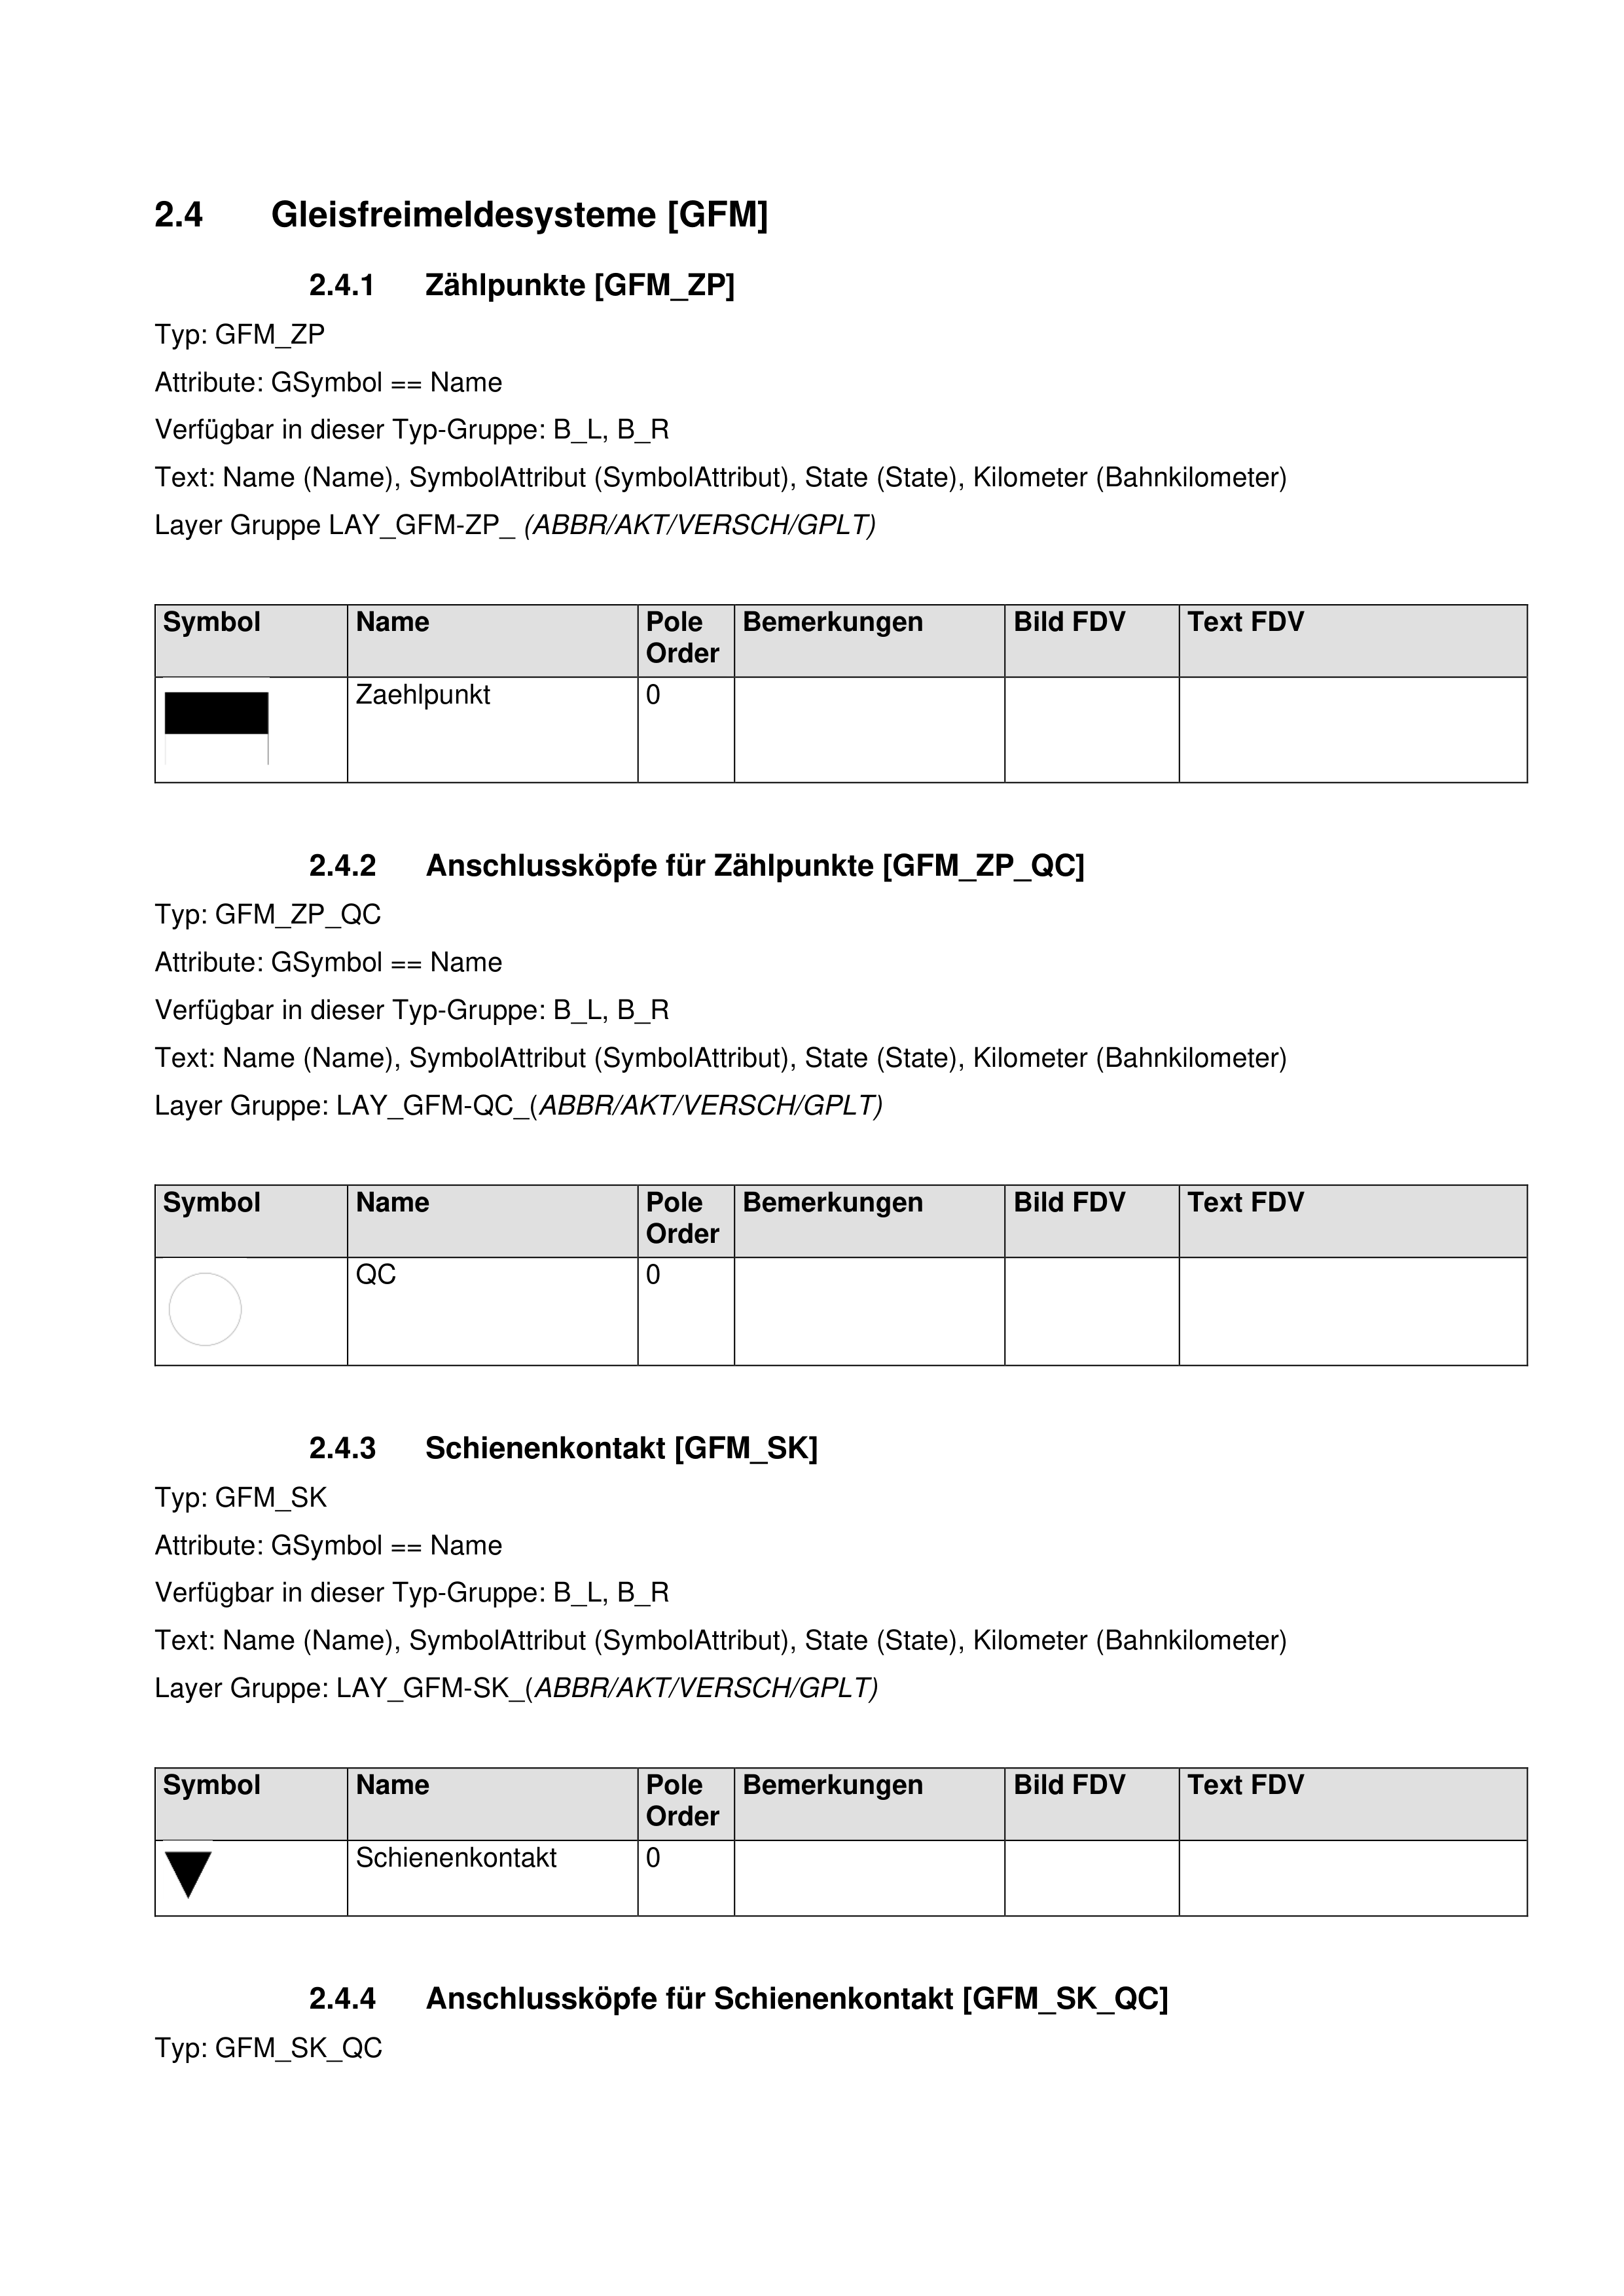 2.4 Gleisfreimeldesysteme [GFM]
2.4.1 Zählpunkte [GFM_ZP]
Typ: GFM_ZP
Attribute: GSymbol == Name
Verfügbar in dieser Typ-Gruppe: B_L, B_R
Text: Name (Name), SymbolAttribut (SymbolAttribut), State (State), Kilometer (Bahnkilometer)
Layer Gruppe LAY_GFM-ZP_ (ABBR/AKT/VERSCH/GPLT)
Symbol Name Pole Bemerkungen Bild FDV Text FDV
Order
Zaehlpunkt 0
2.4.2 Anschlussköpfe für Zählpunkte [GFM_ZP_QC]
Typ: GFM_ZP_QC
Attribute: GSymbol == Name
Verfügbar in dieser Typ-Gruppe: B_L, B_R
Text: Name (Name), SymbolAttribut (SymbolAttribut), State (State), Kilometer (Bahnkilometer)
Layer Gruppe: LAY_GFM-QC_(ABBR/AKT/VERSCH/GPLT)
Symbol Name Pole Bemerkungen Bild FDV Text FDV
Order
QC 0
2.4.3 Schienenkontakt [GFM_SK]
Typ: GFM_SK
Attribute: GSymbol == Name
Verfügbar in dieser Typ-Gruppe: B_L, B_R
Text: Name (Name), SymbolAttribut (SymbolAttribut), State (State), Kilometer (Bahnkilometer)
Layer Gruppe: LAY_GFM-SK_(ABBR/AKT/VERSCH/GPLT)
Symbol Name Pole Bemerkungen Bild FDV Text FDV
Order
Schienenkontakt 0
2.4.4 Anschlussköpfe für Schienenkontakt [GFM_SK_QC]
Typ: GFM_SK_QC